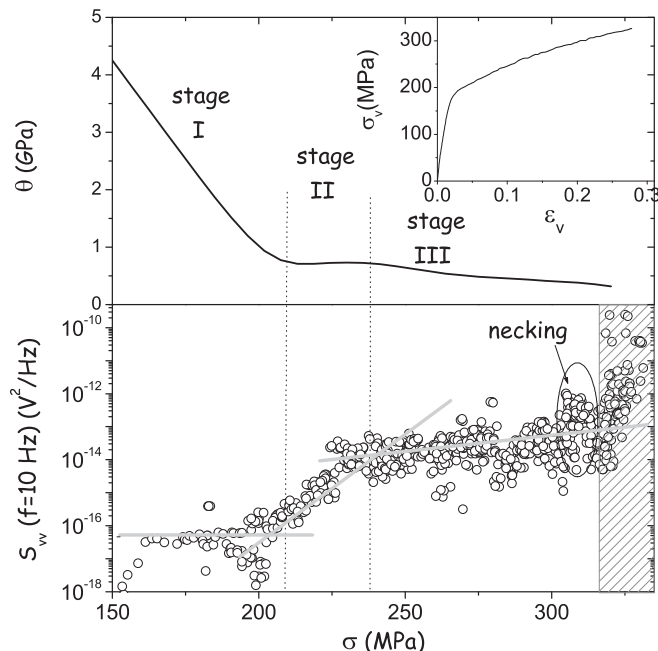 5
4
3
2
1
0
θ (GPa)
stage
I
stage
II
stage
III
300
200
100
0
σᵥ(MPa)
0.0 0.1 0.2 0.3
εᵥ
10⁻¹⁰
10⁻¹²
10⁻¹⁴
10⁻¹⁶
10⁻¹⁸
Sᵥᵥ (f=10 Hz) (V²/Hz)
necking
150 200 250 300
σ (MPa)